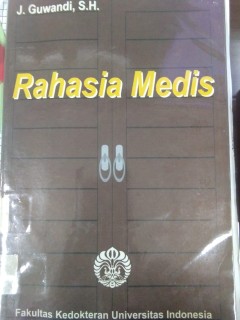 J. Guwandi, S.H.
Rahasia Medis
Fakultas Kedokteran Universitas Indonesia